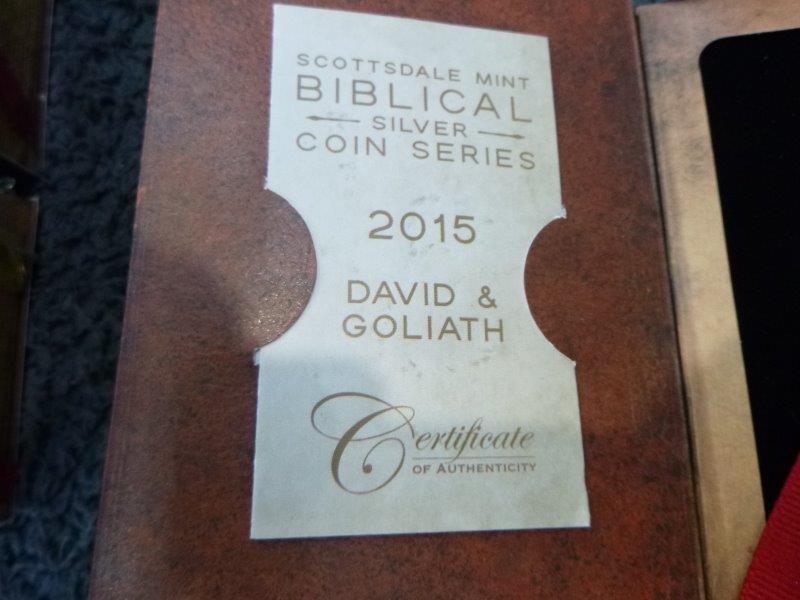 SCOTTSDALE MINT
BIBLICAL
SILVER
COIN SERIES
2015
DAVID &
GOLIATH
Certificate
OF AUTHENTICITY